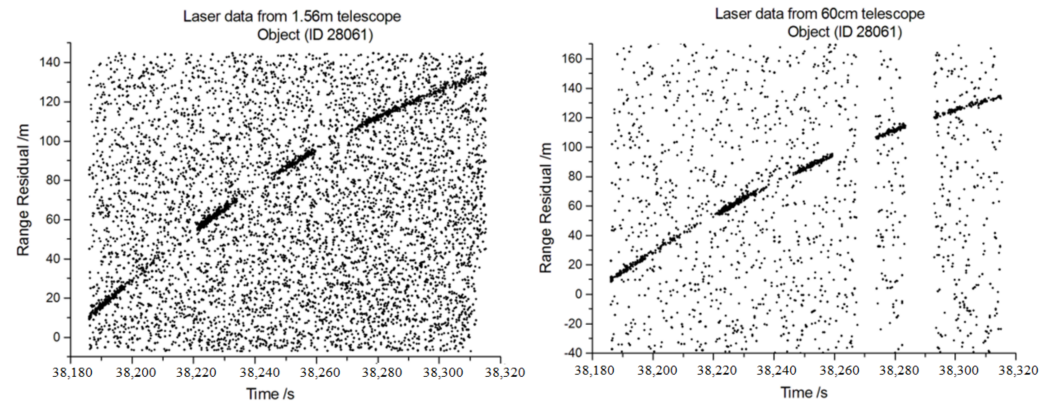 Laser data from 1.56m telescope
Object (ID 28061)
Range Residual /m
140
120
100
80
60
40
20
0
38,180 38,200 38,220 38,240 38,260 38,280 38,300 38,320
Time /s
Laser data from 60cm telescope
Object (ID 28061)
Range Residual /m
160
140
120
100
80
60
40
20
0
-20
-40
38,180 38,200 38,220 38,240 38,260 38,280 38,300 38,320
Time /s